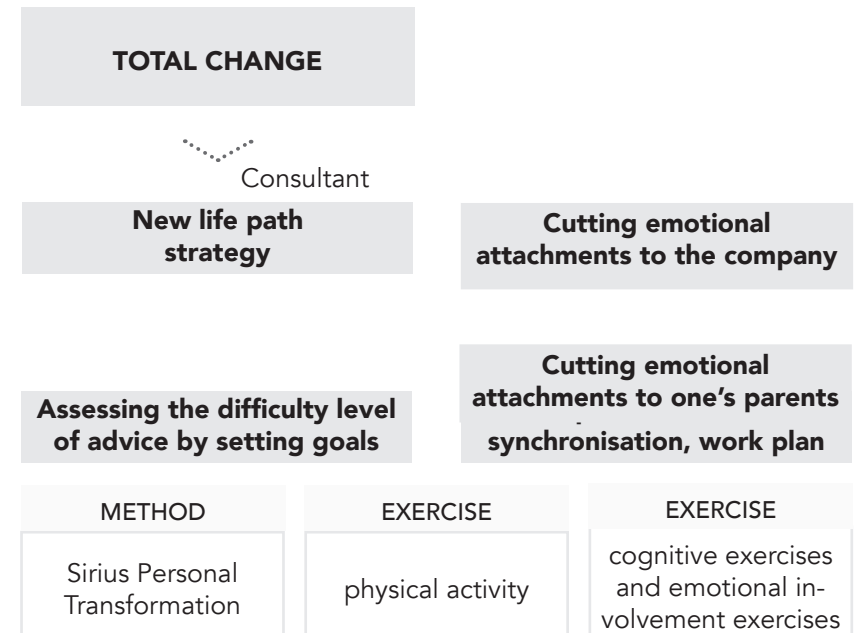 TOTAL CHANGE
Consultant
New life path
strategy
Cutting emotional
attachments to the company
Assessing the difficulty level
of advice by setting goals
Cutting emotional
attachments to one's parents
synchronisation, work plan
METHOD
Sirius Personal
Transformation
EXERCISE
physical activity
EXERCISE
cognitive exercises
and emotional in-
volvement exercises